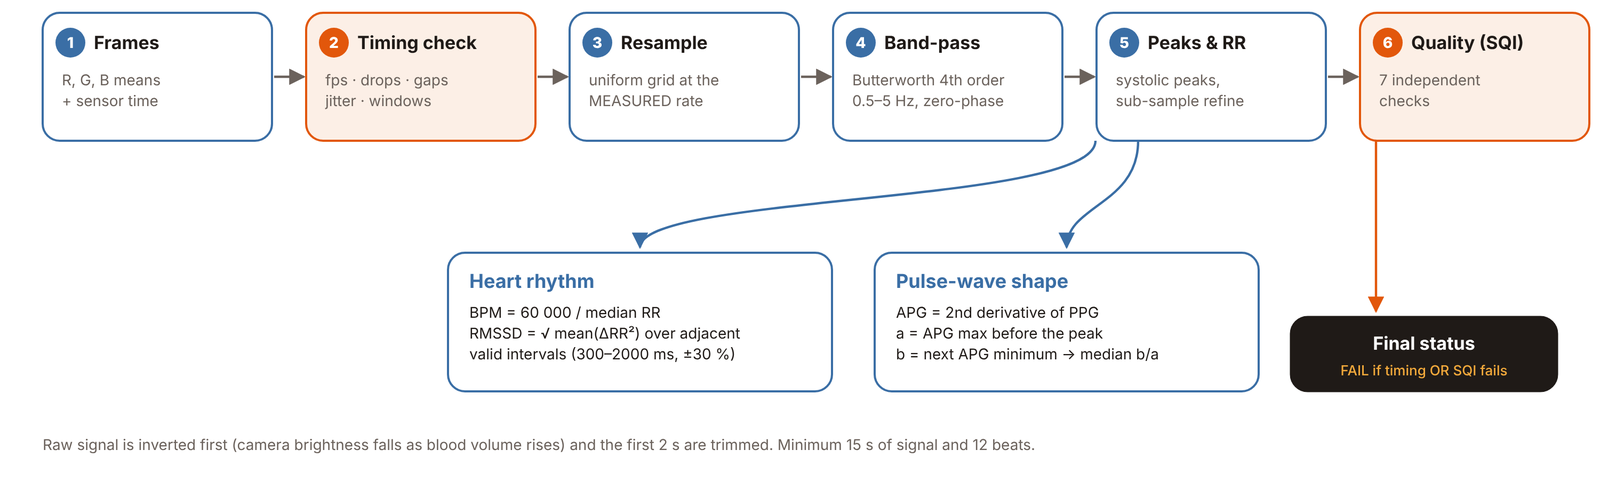 1 Frames
R, G, B means
+ sensor time
2 Timing check
fps · drops · gaps
jitter · windows
3 Resample
uniform grid at the
MEASURED rate
4 Band-pass
Butterworth 4th order
0.5–5 Hz, zero-phase
5 Peaks & RR
systolic peaks,
sub-sample refine
6 Quality (SQI)
7 independent
checks
Heart rhythm
BPM = 60 000 / median RR
RMSSD = √ mean(ΔRR²) over adjacent
valid intervals (300–2000 ms, ±30 %)
Pulse-wave shape
APG = 2nd derivative of PPG
a = APG max before the peak
b = next APG minimum → median b/a
Final status
FAIL if timing OR SQI fails
Raw signal is inverted first (camera brightness falls as blood volume rises) and the first 2 s are trimmed. Minimum 15 s of signal and 12 beats.